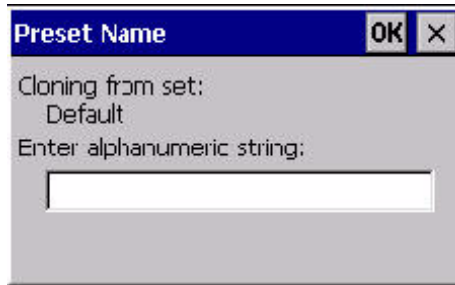 Preset Name OK ×
Cloning from set:
Default
Enter alphanumeric string: